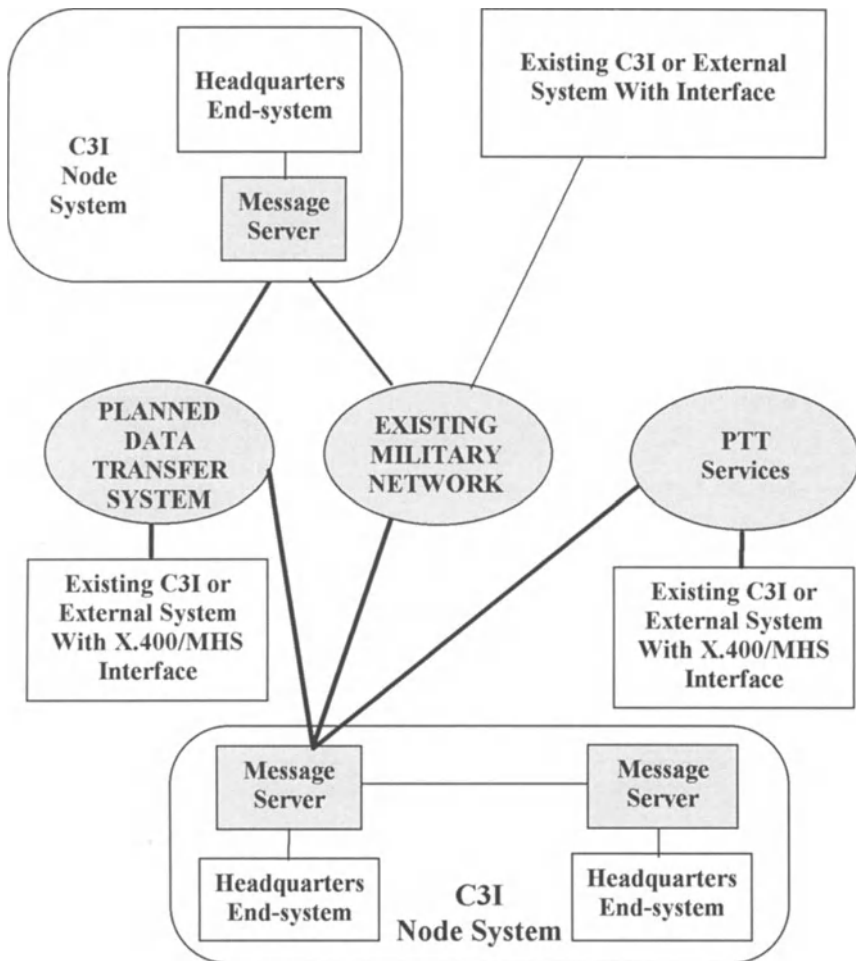 Headquarters
End-system
C3I
Node
System
Message
Server
Existing C3I or External
System With Interface
PLANNED
DATA
TRANSFER
SYSTEM
EXISTING
MILITARY
NETWORK
PTT
Services
Existing C3I or
External System
With X.400/MHS
Interface
Existing C3I or
External System
With X.400/MHS
Interface
Message
Server
Message
Server
Headquarters
End-system
C3I
Node System
Headquarters
End-system